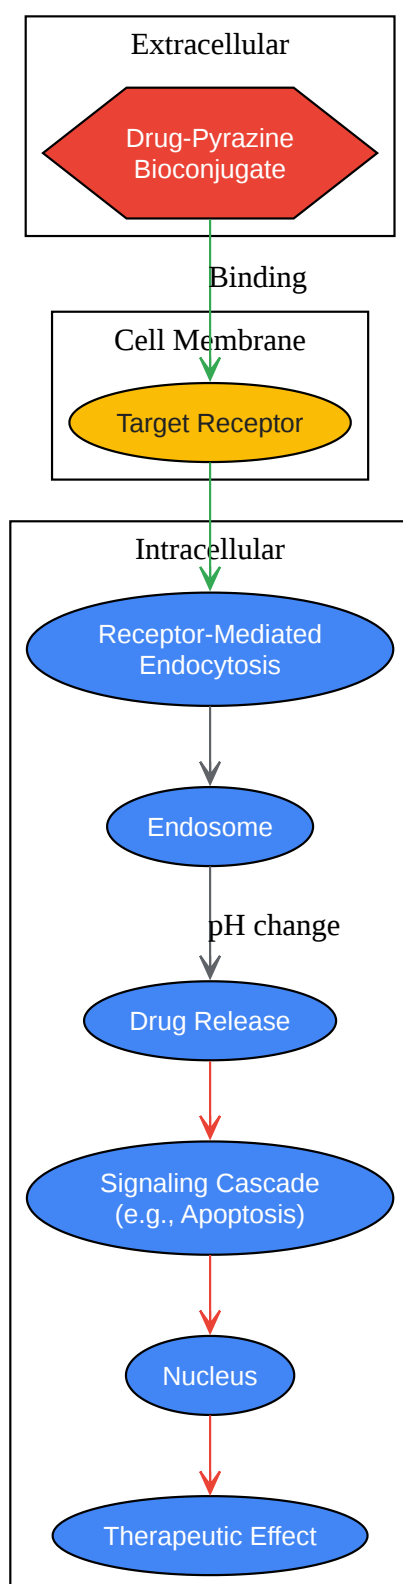 Extracellular
Drug-Pyrazine
Bioconjugate
Binding
Cell Membrane
Target Receptor
Intracellular
Receptor-Mediated
Endocytosis
Endosome
pH change
Drug Release
Signaling Cascade
(e.g., Apoptosis)
Nucleus
Therapeutic Effect